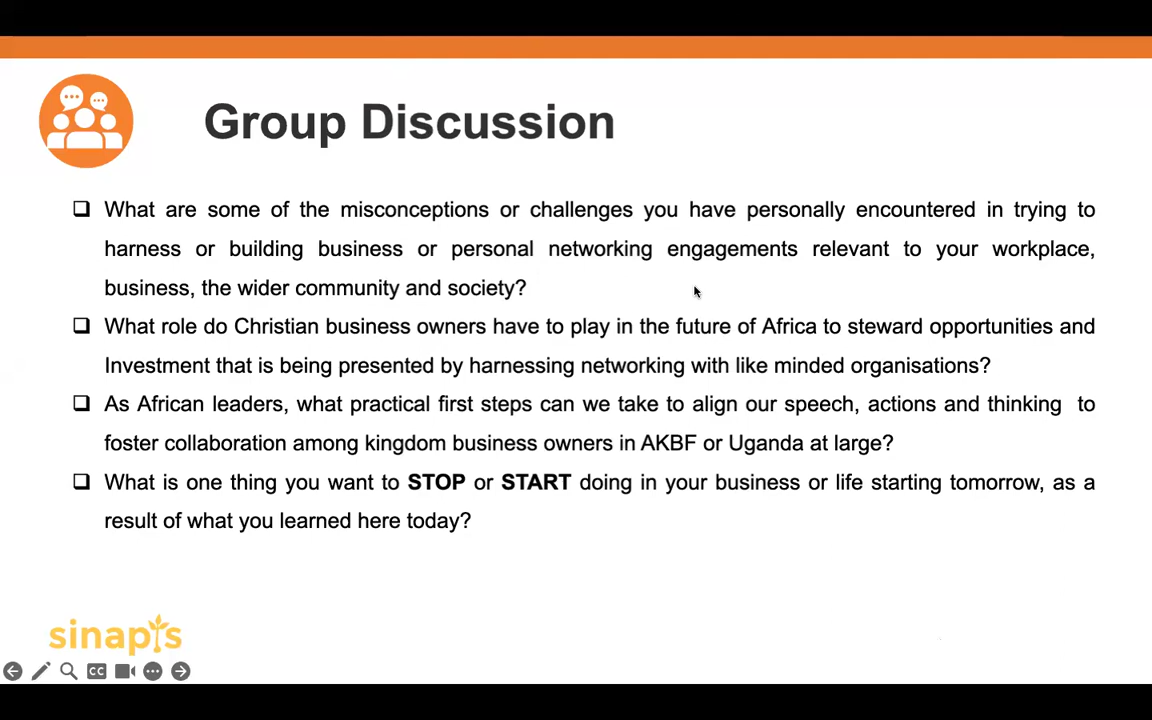 Group Discussion
What are some of the misconceptions or challenges you have personally encountered in trying to
harness or building business or personal networking engagements relevant to your workplace,
business, the wider community and society?
What role do Christian business owners have to play in the future of Africa to steward opportunities and
Investment that is being presented by harnessing networking with like minded organisations?
As African leaders, what practical first steps can we take to align our speech, actions and thinking to
foster collaboration among kingdom business owners in AKBF or Uganda at large?
What is one thing you want to STOP or START doing in your business or life starting tomorrow, as a
result of what you learned here today?
sinapis
CC